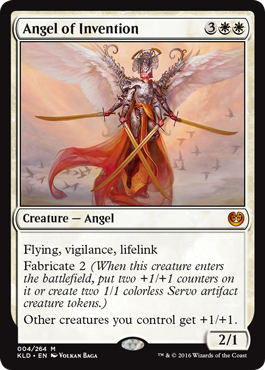 Angel of Invention 3
Creature — Angel
Flying, vigilance, lifelink
Fabricate 2 (When this creature enters
the battlefield, put two +1/+1 counters on
it or create two 1/1 colorless Servo artifact
creature tokens.)
Other creatures you control get +1/+1.
2/1
004/264 M
KLD • EN VOLKAN BAGA
™ & © 2016 Wizards of the Coast